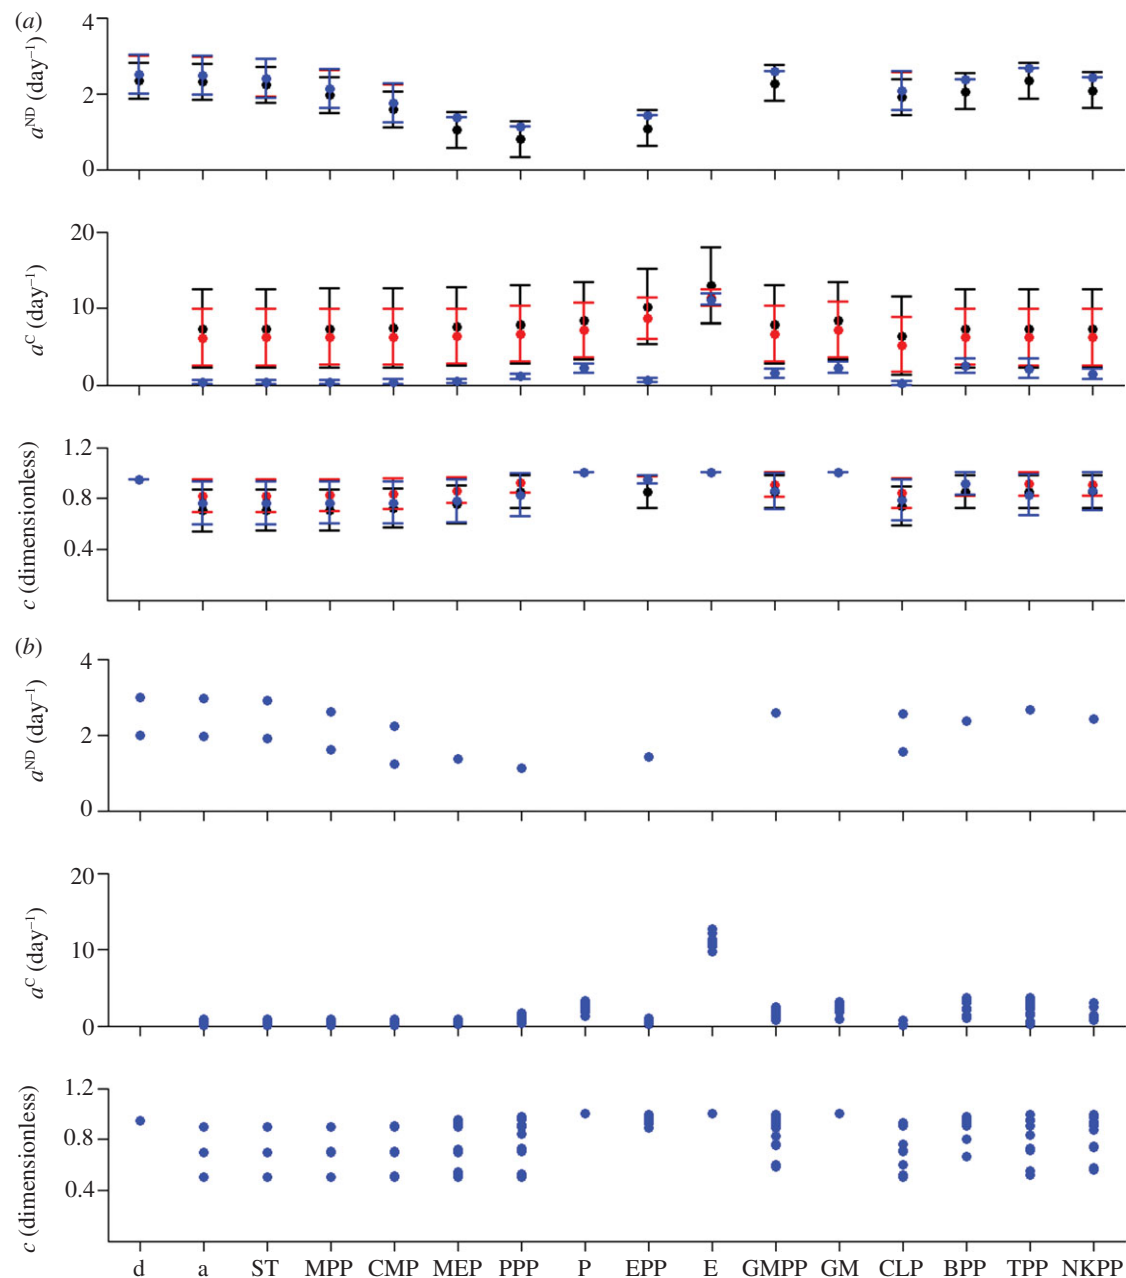 (a)
4
2
0
a^ND (day^–1)
20
10
0
a^C (day^–1)
1.2
0.8
0.4
c (dimensionless)
(b)
4
2
0
a^ND (day^–1)
20
10
0
a^C (day^–1)
1.2
0.8
0.4
c (dimensionless)
d a ST MPP CMP MEP PPP P EPP E GMPP GM CLP BPP TPP NKPP